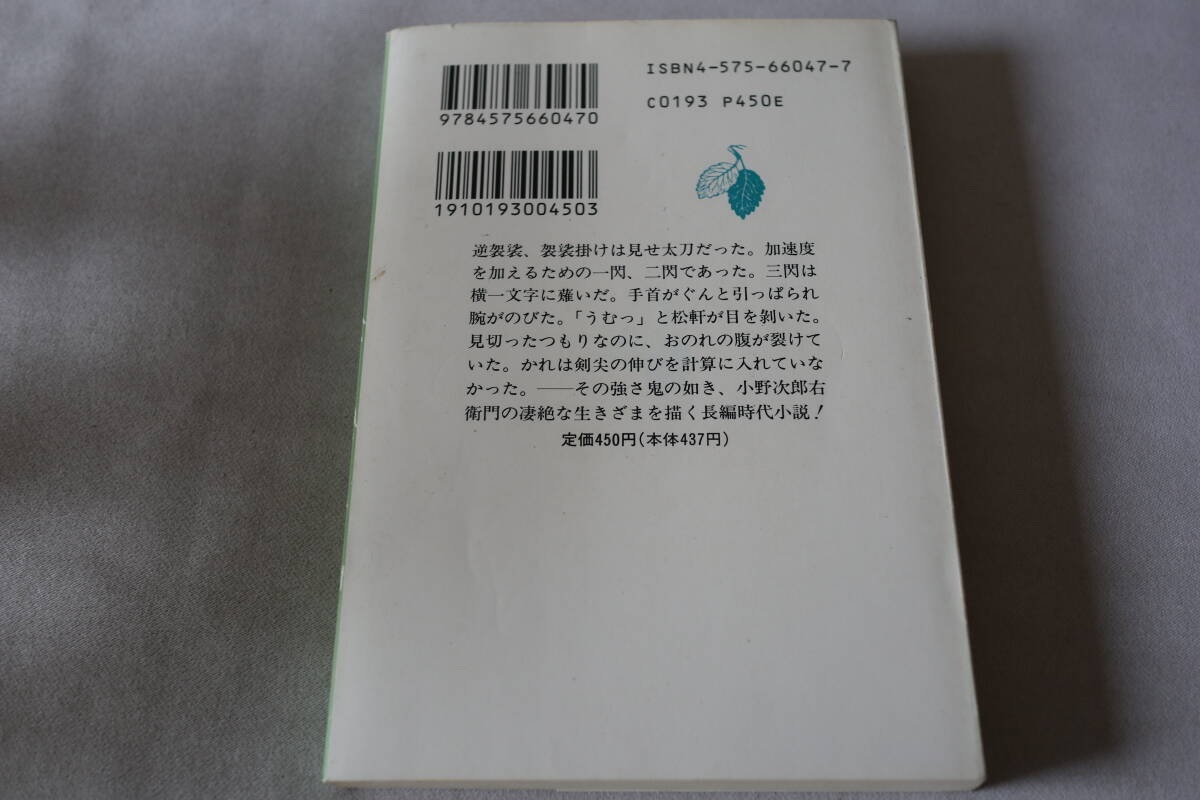 ISBN4-575-66047-7
C0193 P450E
9784575660470
1910193004503
逆袈裟、袈裟掛けは見せ太刀だった。加速度
を加えるための一閃、二閃であった。三閃は
横一文字に薙いだ。手首がぐんと引っぱられ
腕がのびた。「うむっ」と松軒が目を剝いた。
見切ったつもりなのに、おのれの腹が裂けて
いた。かれは剣尖の伸びを計算に入れていな
かった。――その強さ鬼の如き、小野次郎右
衛門の凄絶な生きざまを描く長編時代小説!
定価450円(本体437円)